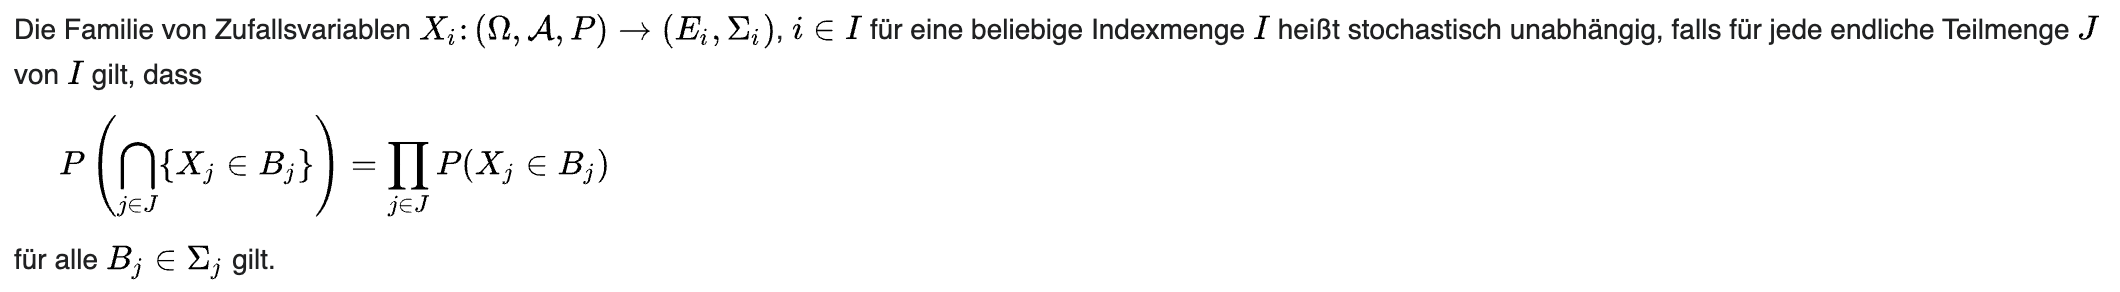 Die Familie von Zufallsvariablen $X_i\colon (\Omega, \mathcal{A}, P) \to (E_i, \Sigma_i)$, $i \in I$ für eine beliebige Indexmenge $I$ heißt stochastisch unabhängig, falls für jede endliche Teilmenge $J$
von $I$ gilt, dass
$P\left(\bigcap_{j \in J} \{X_j \in B_j\}\right) = \prod_{j \in J} P(X_j \in B_j)$
für alle $B_j \in \Sigma_j$ gilt.